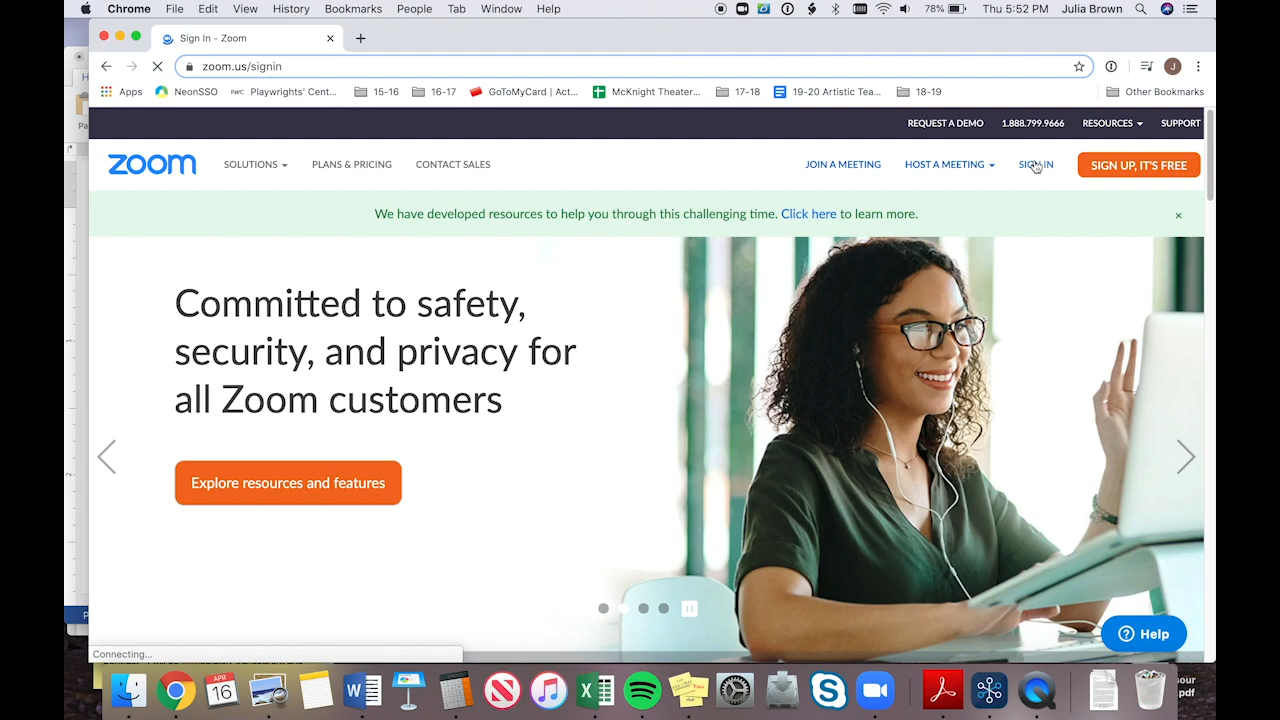 Chrome File Edit View History Bookmarks People Tab Window Help 78% Thu 5:52 PM Julia Brown
Sign In - Zoom
zoom.us/signin J
Apps NeonSSO PWC Playwrights' Cent... 15-16 16-17 GoToMyCard | Act... McKnight Theater... 17-18 19-20 Artistic Tea... 18-19 Other Bookmarks
REQUEST A DEMO 1.888.799.9666 RESOURCES SUPPORT
zoom SOLUTIONS PLANS & PRICING CONTACT SALES JOIN A MEETING HOST A MEETING SIGN IN SIGN UP, IT'S FREE
We have developed resources to help you through this challenging time. Click here to learn more.
Committed to safety,
security, and privacy for
all Zoom customers
Explore resources and features
Help
Connecting...
APR
16